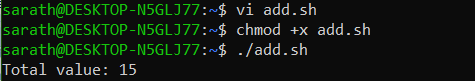 sarath@DESKTOP-N5GLJ77:~$ vi add.sh
sarath@DESKTOP-N5GLJ77:~$ chmod +x add.sh
sarath@DESKTOP-N5GLJ77:~$ ./add.sh
Total value: 15